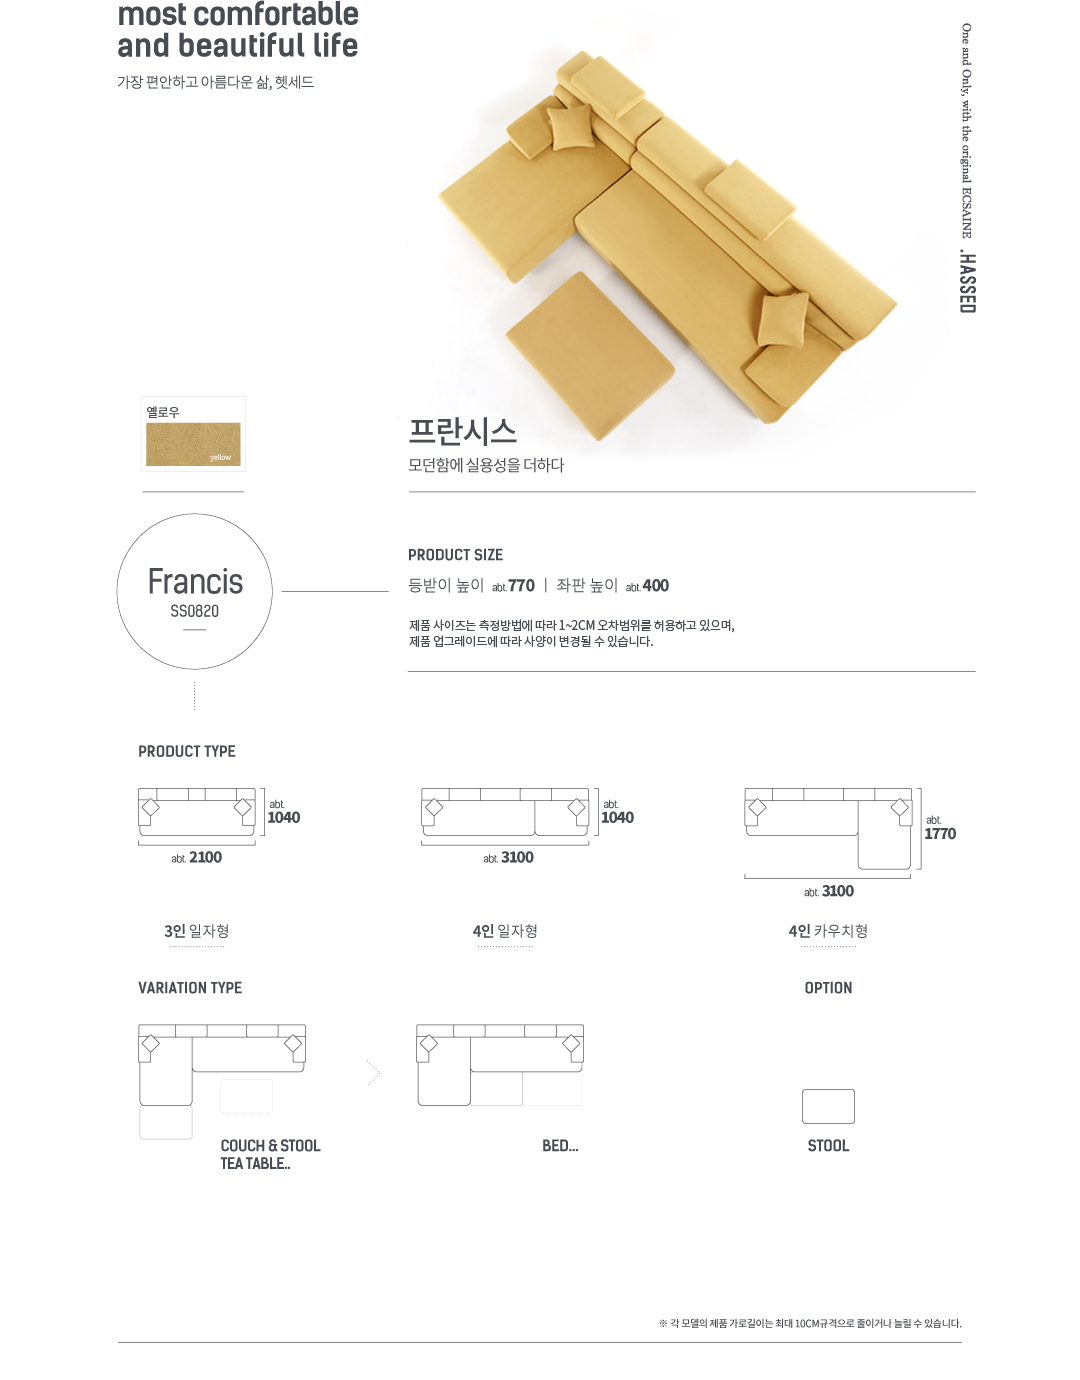 most comfortable
and beautiful life
가장 편안하고 아름다운 삶, 헷세드
One and Only, with the original ECSAINE .HASSED
옐로우
yellow
프란시스
모던함에 실용성을 더하다
Francis
SS0820
PRODUCT SIZE
등받이 높이 abt. 770 | 좌판 높이 abt. 400
제품 사이즈는 측정방법에 따라 1~2CM 오차범위를 허용하고 있으며,
제품 업그레이드에 따라 사양이 변경될 수 있습니다.
PRODUCT TYPE
abt.
1040
abt. 2100
3인 일자형
abt.
1040
abt. 3100
4인 일자형
abt.
1770
abt. 3100
4인 카우치형
VARIATION TYPE
COUCH & STOOL
TEA TABLE..
BED...
OPTION
STOOL
※ 각 모델의 제품 가로길이는 최대 10CM규격으로 줄이거나 늘릴 수 있습니다.